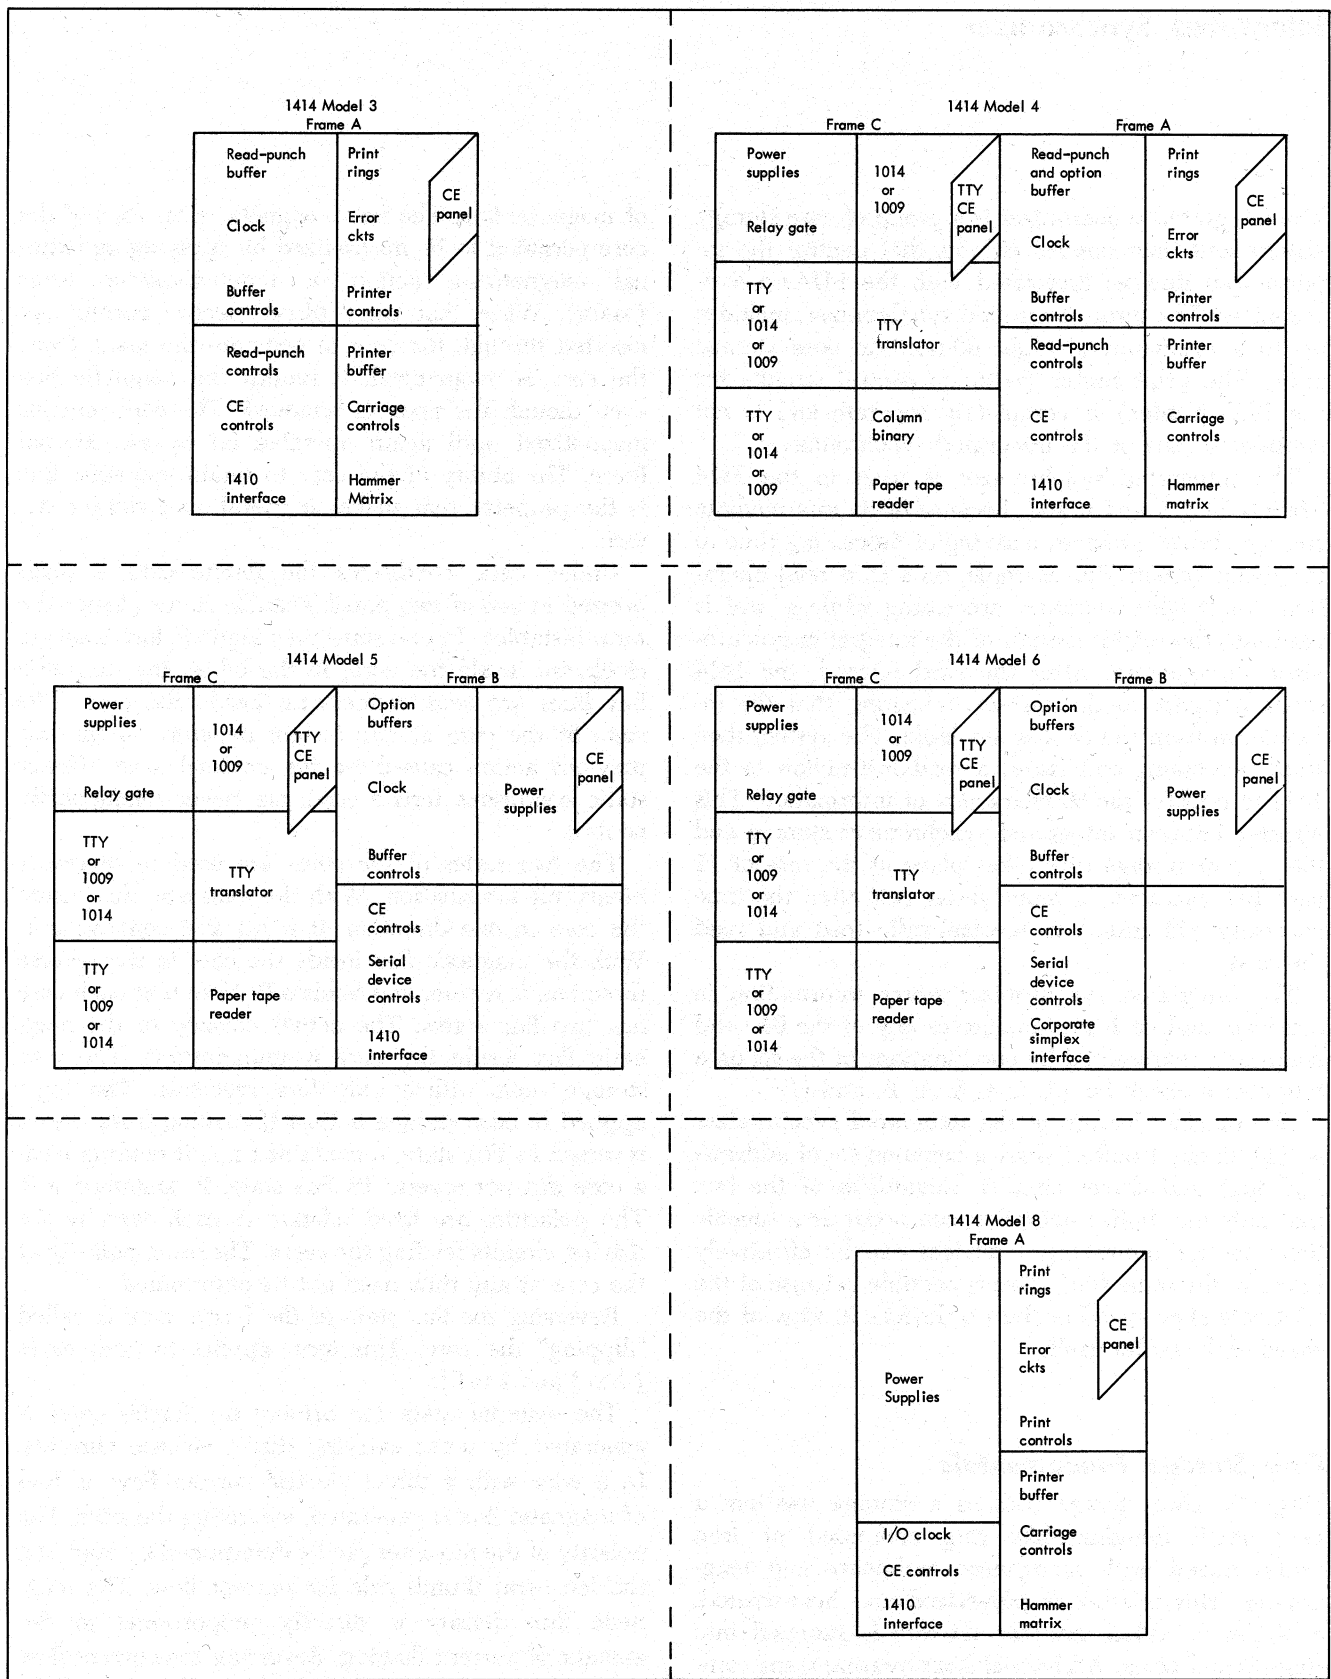 1414 Model 3
Frame A
Read-punch
buffer
Clock
Buffer
controls
Print
rings
Error
ckts
Printer
controls
CE
panel
Read-punch
controls
CE
controls
1410
interface
Printer
buffer
Carriage
controls
Hammer
Matrix
1414 Model 4
Frame C
Frame A
Power
supplies
Relay gate
1014
or
1009
TTY
CE
panel
TTY
or
1014
or
1009
TTY
translator
TTY
or
1014
or
1009
Column
binary
Paper tape
reader
Read-punch
and option
buffer
Clock
Buffer
controls
Print
rings
Error
ckts
Printer
controls
CE
panel
Read-punch
controls
CE
controls
1410
interface
Printer
buffer
Carriage
controls
Hammer
matrix
1414 Model 5
Frame C
Frame B
Power
supplies
Relay gate
1014
or
1009
TTY
CE
panel
TTY
or
1009
or
1014
TTY
translator
TTY
or
1009
or
1014
Paper tape
reader
Option
buffers
Clock
Buffer
controls
Power
supplies
CE
panel
CE
controls
Serial
device
controls
1410
interface
1414 Model 6
Frame C
Frame B
Power
supplies
Relay gate
1014
or
1009
TTY
CE
panel
TTY
or
1009
or
1014
TTY
translator
TTY
or
1009
or
1014
Paper tape
reader
Option
buffers
Clock
Buffer
controls
Power
supplies
CE
panel
CE
controls
Serial
device
controls
Corporate
simplex
interface
1414 Model 8
Frame A
Power
Supplies
I/O clock
CE controls
1410
interface
Print
rings
Error
ckts
Print
controls
CE
panel
Printer
buffer
Carriage
controls
Hammer
matrix